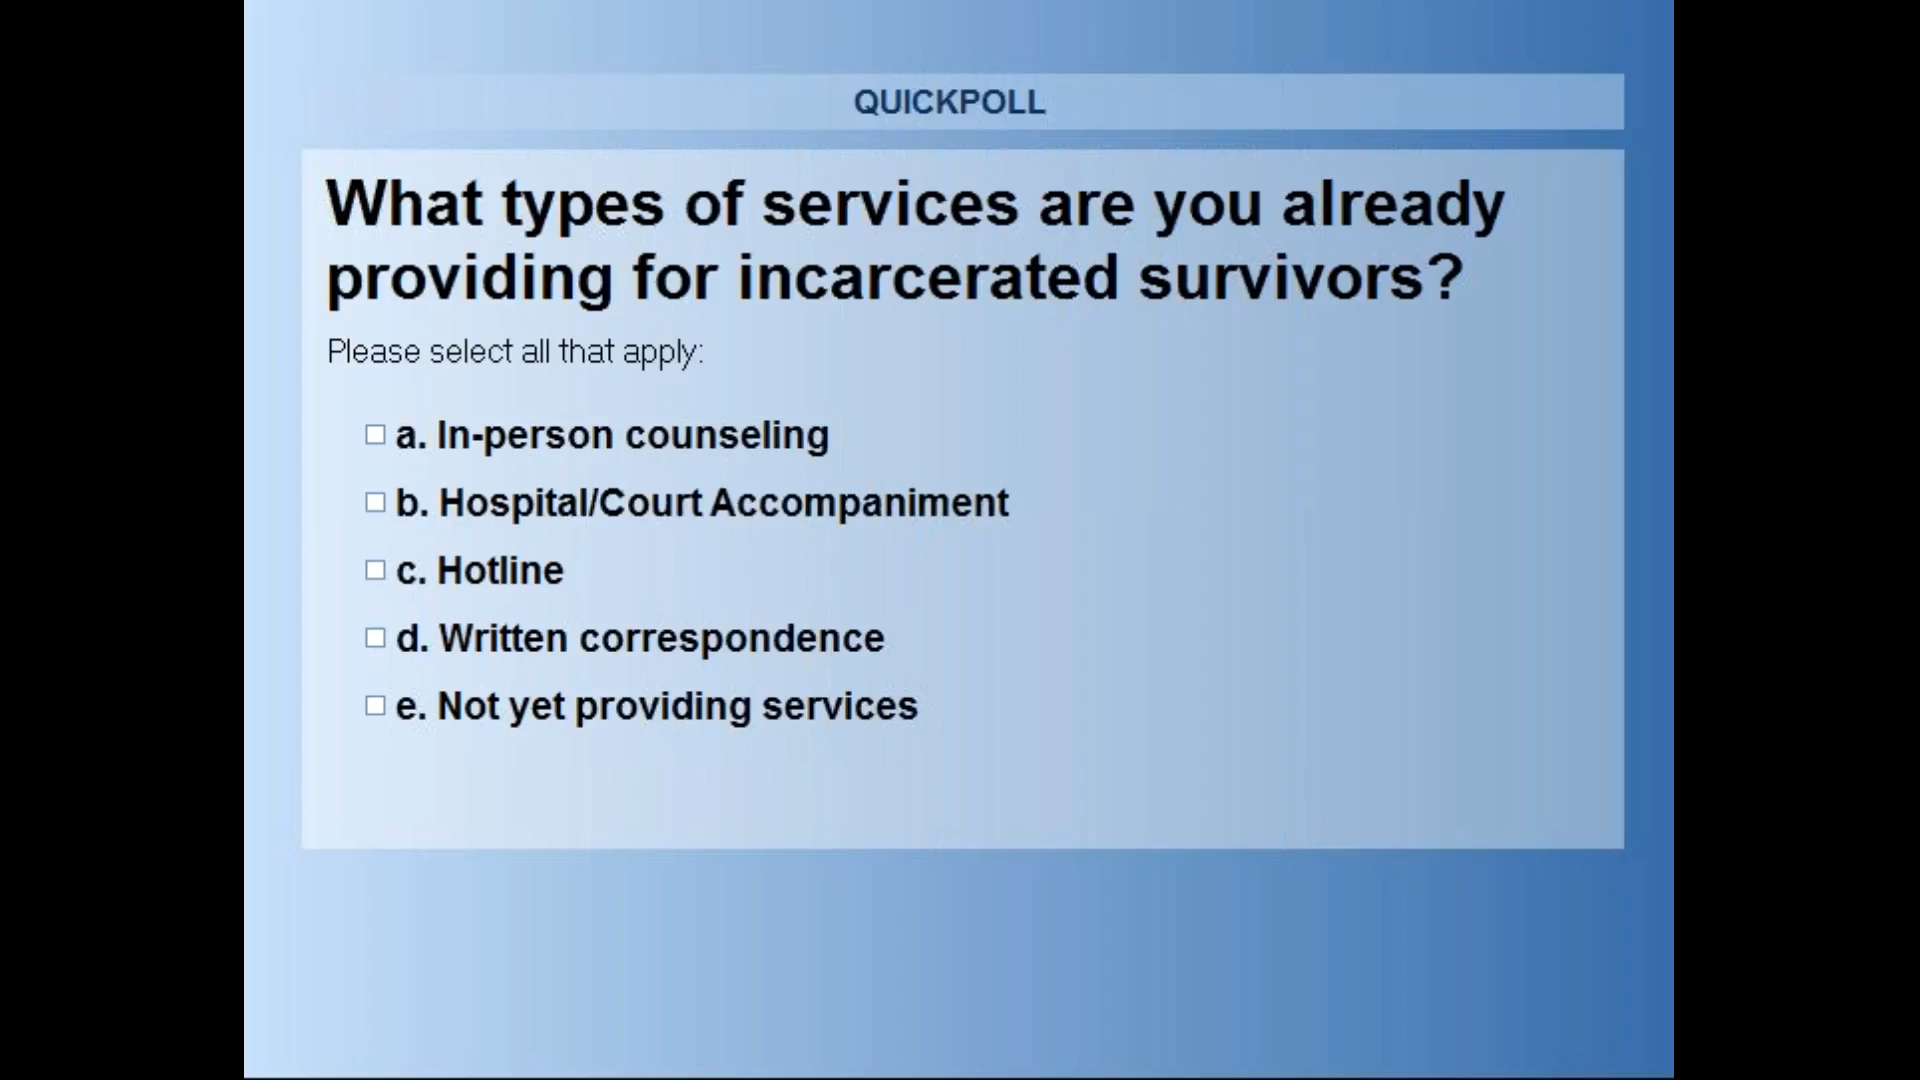 QUICKPOLL
What types of services are you already
providing for incarcerated survivors?
Please select all that apply:
a. In-person counseling
b. Hospital/Court Accompaniment
c. Hotline
d. Written correspondence
e. Not yet providing services